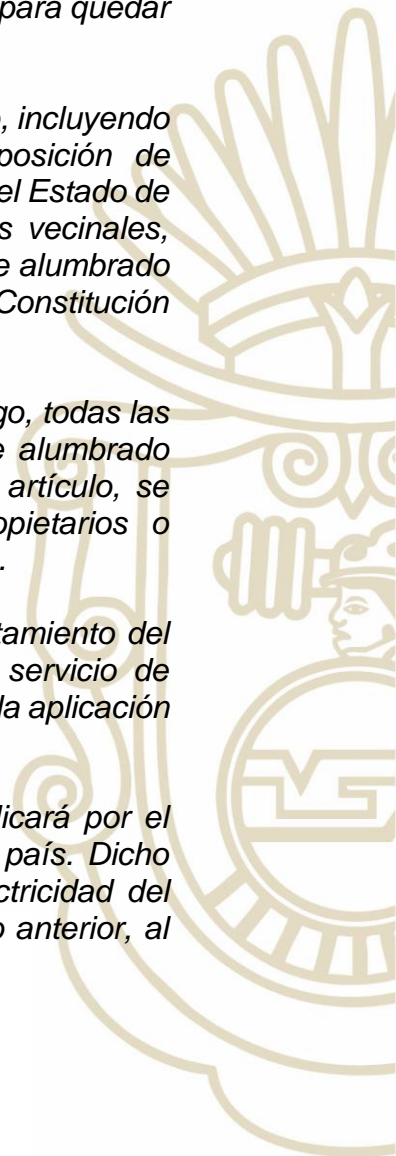 para quedar
, incluyendo
posición de
el Estado de
s vecinales,
e alumbrado
Constitución
go, todas las
e alumbrado
artículo, se
opietarios o
.
tamiento del
servicio de
la aplicación
licará por el
país. Dicho
ctricidad del
o anterior, al